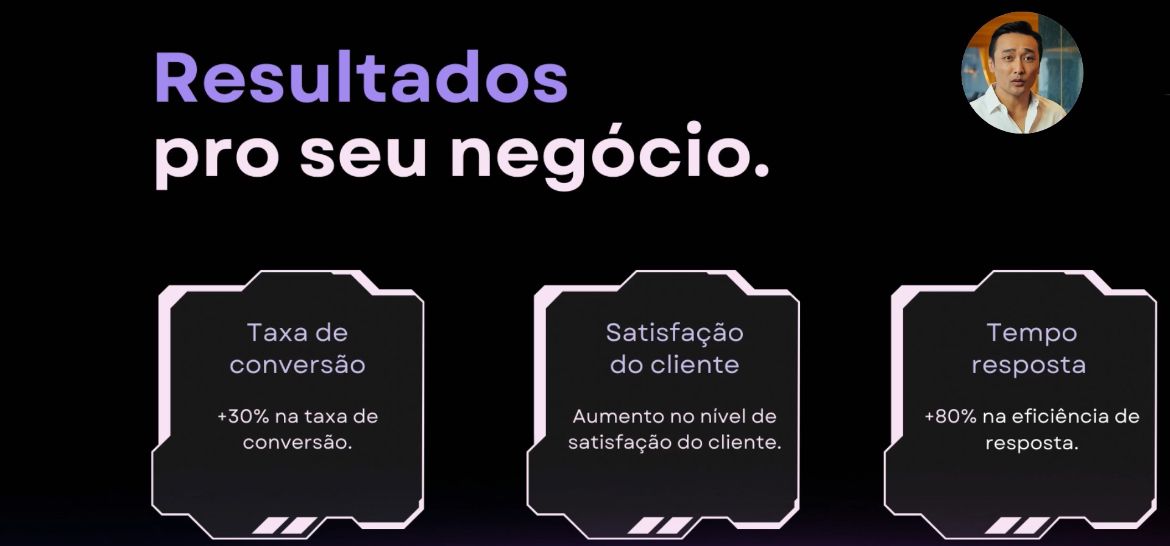 Resultados
pro seu negócio.
Taxa de
conversão
+30% na taxa de
conversão.
Satisfação
do cliente
Aumento no nível de
satisfação do cliente.
Tempo
resposta
+80% na eficiência de
resposta.